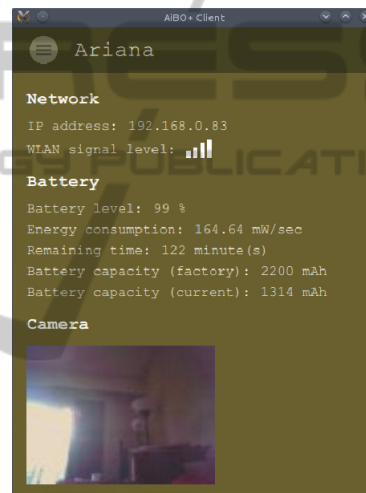 AiBO+ Client
Ariana
Network
IP address: 192.168.0.83
WLAN signal level:
Battery
Battery level: 99 %
Energy consumption: 164.64 mW/sec
Remaining time: 122 minute(s)
Battery capacity (factory): 2200 mAh
Battery capacity (current): 1314 mAh
Camera